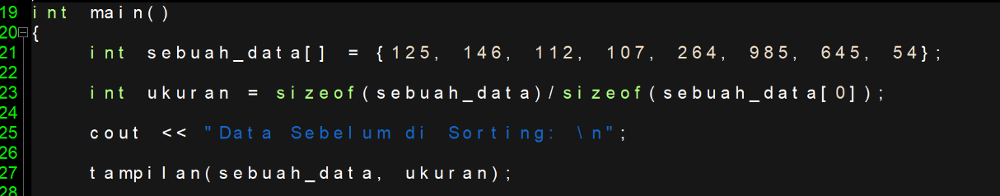 19 int main()
20 {
21 int sebuah_data[] = {125, 146, 112, 107, 264, 985, 645, 54};
22
23 int ukuran = sizeof(sebuah_data)/sizeof(sebuah_data[0]);
24
25 cout << "Data Sebelum di Sorting: \n";
26
27 tampilan(sebuah_data, ukuran);
28